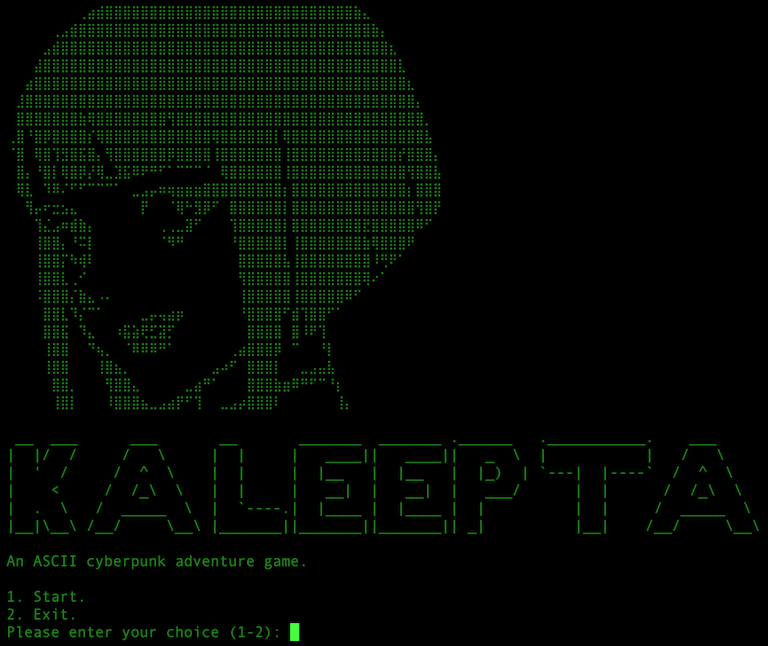 KALEEPTA
An ASCII cyberpunk adventure game.
1. Start.
2. Exit.
Please enter your choice (1-2):